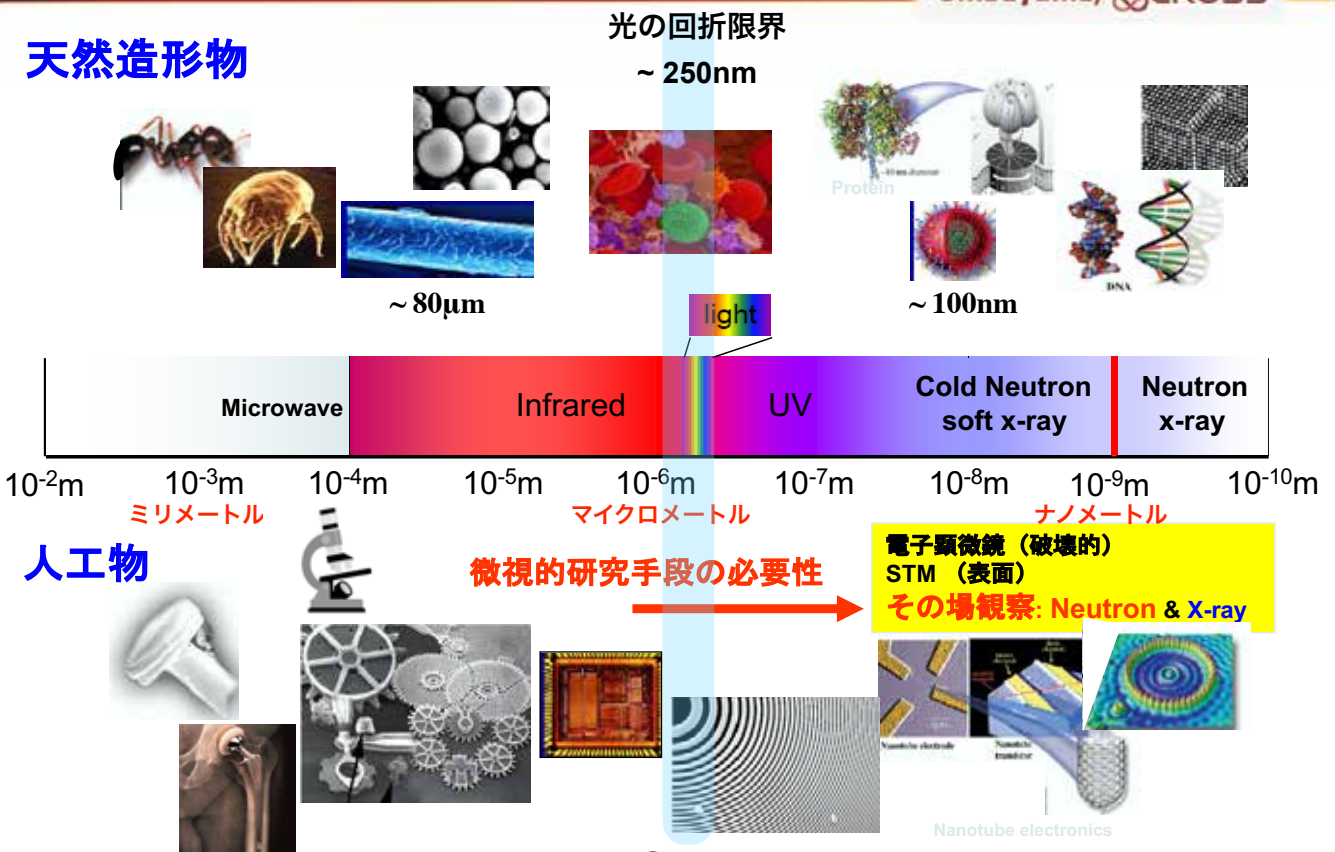 光の回折限界
~ 250nm
天然造形物
Protein
DNA
~ 80μm
~ 100nm
light
Microwave
Infrared
UV
Cold Neutron
soft x-ray
Neutron
x-ray
10⁻²m
10⁻³m
10⁻⁴m
10⁻⁵m
10⁻⁶m
10⁻⁷m
10⁻⁸m
10⁻⁹m
10⁻¹⁰m
ミリメートル
マイクロメートル
ナノメートル
人工物
微視的研究手段の必要性
電子顕微鏡（破壊的）
STM （表面）
その場観察: Neutron & X-ray
Nanotube electrode
Nanotube
transistor
Nanotube electronics